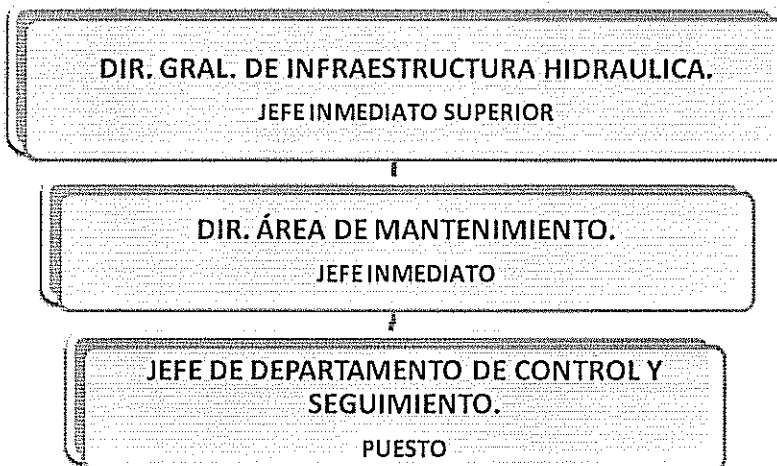 DIR. GRAL. DE INFRAESTRUCTURA HIDRAULICA.
JEFE INMEDIATO SUPERIOR
DIR. ÁREA DE MANTENIMIENTO.
JEFE INMEDIATO
JEFE DE DEPARTAMENTO DE CONTROL Y
SEGUIMIENTO.
PUESTO